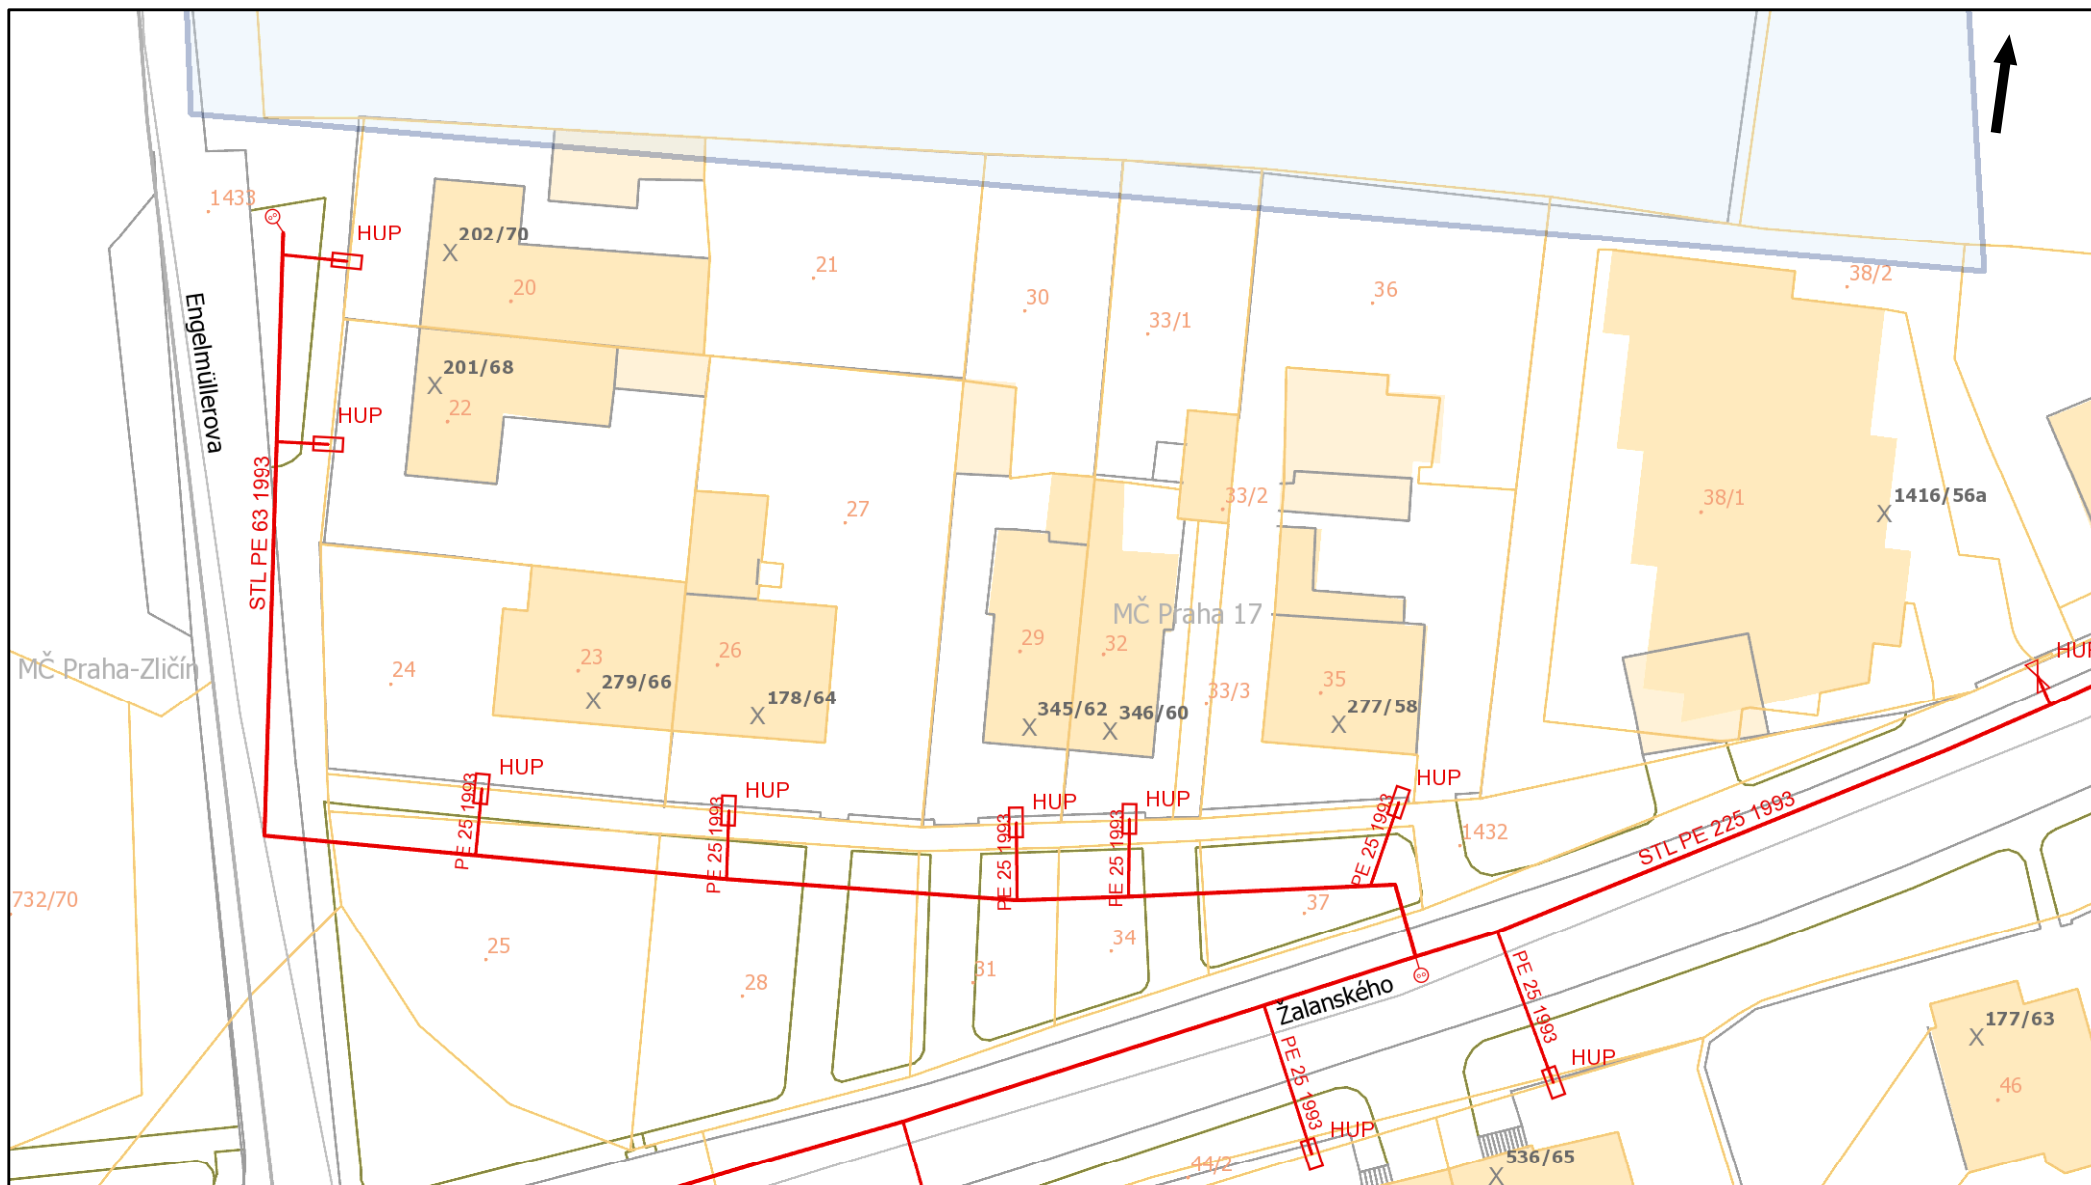 1433
HUP
202/70
20
21
38/2
30
36
33/1
Engelmüllerova
201/68
22
HUP
33/2
38/1
1416/56a
27
STL PE 63 1993
MČ Praha 17
29
32
MČ Praha-Zličín
24
23
26
HUP
279/66
178/64
33/3
35
345/62
346/60
277/58
HUP
HUP
HUP
HUP
HUP
PE 25 1993
PE 25 1993
PE 25 1993
PE 25 1993
PE 25 1993
1432
STL PE 225 1993
732/70
37
25
28
31
34
Žalanského
PE 25 1993
PE 25 1993
177/63
HUP
46
HUP
536/65
44/2